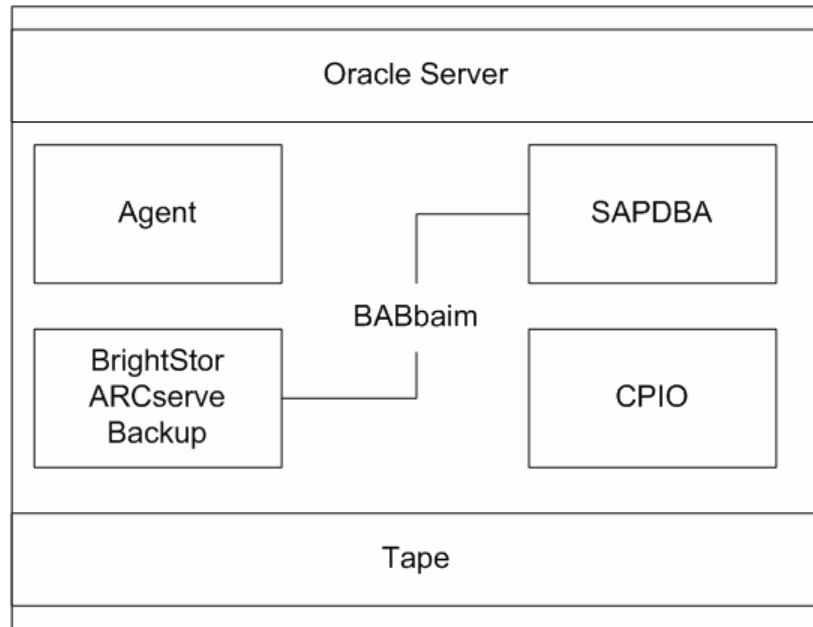 Oracle Server
Agent
SAPDBA
BABbaim
BrightStor
ARCserve
Backup
CPIO
Tape